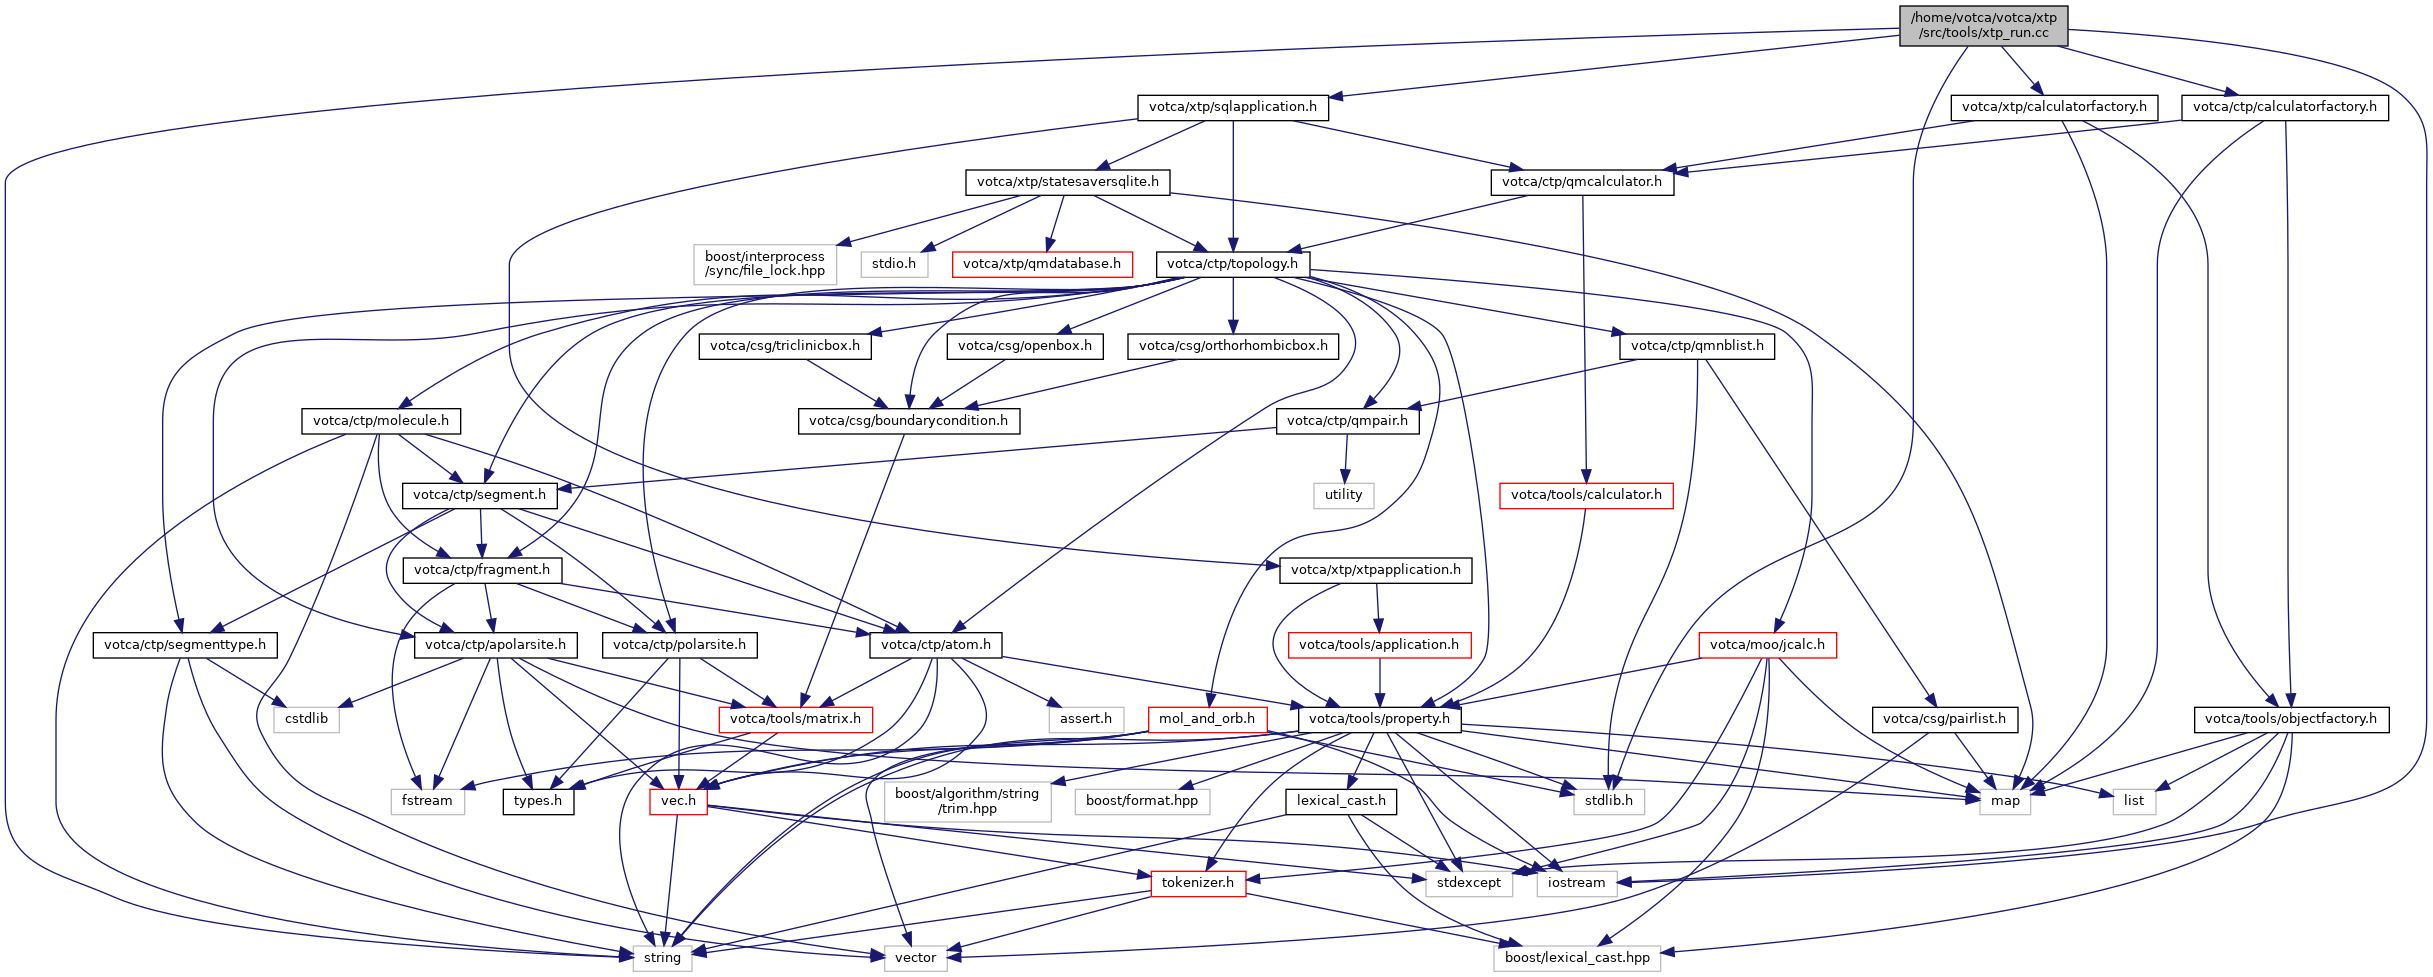 /home/votca/votca/xtp
/src/tools/xtp_run.cc
votca/xtp/sqlapplication.h
votca/xtp/calculatorfactory.h
votca/ctp/calculatorfactory.h
votca/xtp/statesaversqlite.h
votca/ctp/qmcalculator.h
boost/interprocess
/sync/file_lock.hpp
stdio.h
votca/xtp/qmdatabase.h
votca/ctp/topology.h
votca/csg/triclinicbox.h
votca/csg/openbox.h
votca/csg/orthorhombicbox.h
votca/ctp/qmnblist.h
votca/ctp/molecule.h
votca/csg/boundarycondition.h
votca/ctp/qmpair.h
votca/ctp/segment.h
utility
votca/tools/calculator.h
votca/ctp/fragment.h
votca/xtp/xtpapplication.h
votca/ctp/segmenttype.h
votca/ctp/apolarsite.h
votca/ctp/polarsite.h
votca/ctp/atom.h
votca/tools/application.h
votca/moo/jcalc.h
cstdlib
votca/tools/matrix.h
assert.h
mol_and_orb.h
votca/tools/property.h
votca/csg/pairlist.h
votca/tools/objectfactory.h
fstream
types.h
vec.h
boost/algorithm/string
/trim.hpp
boost/format.hpp
lexical_cast.h
stdlib.h
map
list
tokenizer.h
stdexcept
iostream
string
vector
boost/lexical_cast.hpp